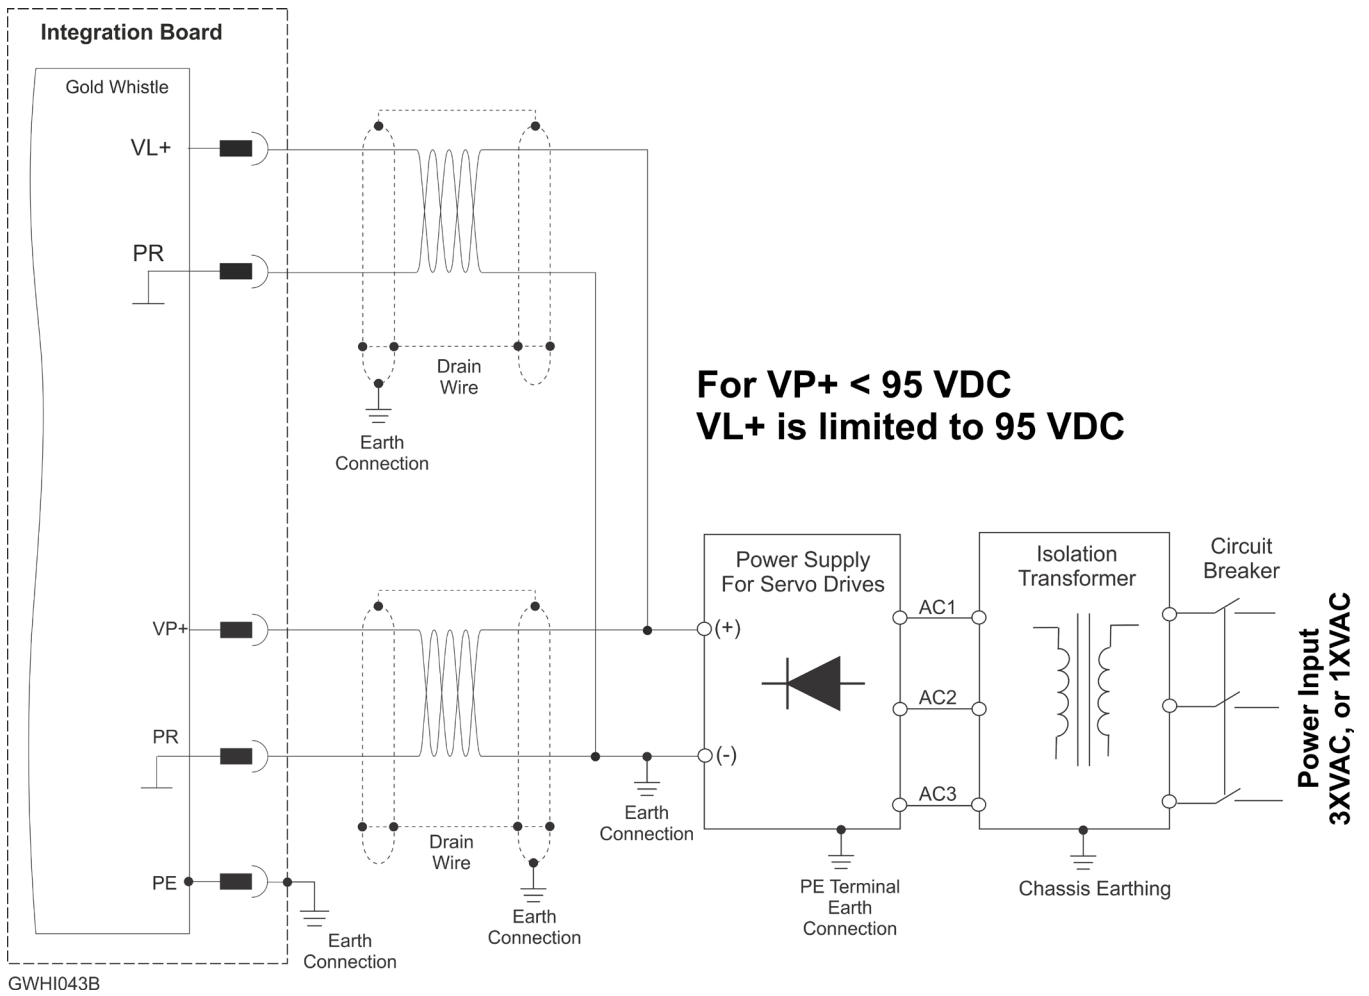 Integration Board
Gold Whistle
VL+
PR
Drain
Wire
Earth
Connection
For VP+ < 95 VDC
VL+ is limited to 95 VDC
VP+
PR
PE
Drain
Wire
Earth
Connection
Earth
Connection
Earth
Connection
Power Supply
For Servo Drives
(+)
(-)
AC1
AC2
AC3
PE Terminal
Earth
Connection
Isolation
Transformer
Chassis Earthing
Circuit
Breaker
Power Input
3XVAC, or 1XVAC
GWHI043B